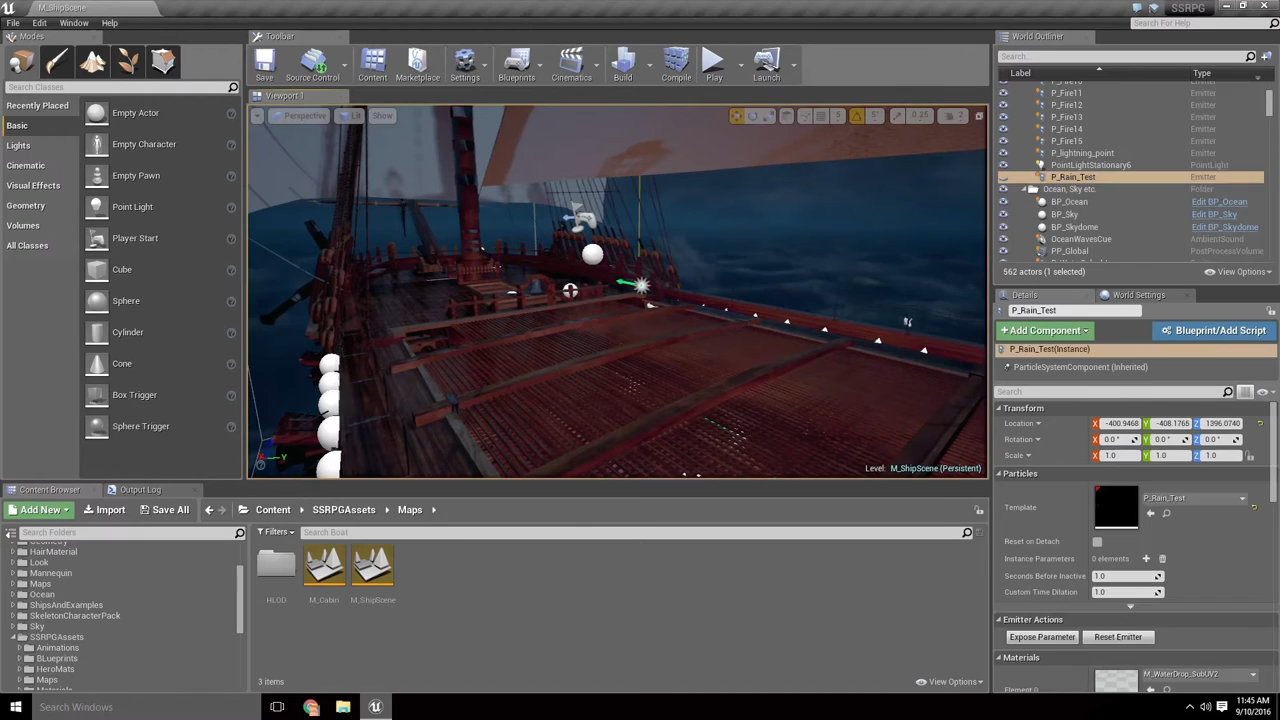 M_ShipScene
SSRPG
File Edit Window Help
Search For Help
Modes
Toolbar
World Outliner
Search Classes
Save
Source Control
Content
Marketplace
Settings
Blueprints
Cinematics
Build
Compile
Play
Launch
Search...
Label Type
Recently Placed
Basic
Lights
Cinematic
Visual Effects
Geometry
Volumes
All Classes
Empty Actor
Empty Character
Empty Pawn
Point Light
Player Start
Cube
Sphere
Cylinder
Cone
Box Trigger
Sphere Trigger
Viewport 1
Perspective Lit Show
5° 0.25 2
Level: M_ShipScene (Persistent)
P_Fire11 Emitter
P_Fire12 Emitter
P_Fire13 Emitter
P_Fire14 Emitter
P_Fire15 Emitter
P_lightning_point Emitter
PointLightStationary6 PointLight
P_Rain_Test Emitter
Ocean, Sky etc. Folder
BP_Ocean Edit BP_Ocean
BP_Sky Edit BP_Sky
BP_Skydome Edit BP_Skydome
OceanWavesCue AmbientSound
PP_Global PostProcessVolume
562 actors (1 selected) View Options
Details World Settings
P_Rain_Test
+Add Component Blueprint/Add Script
P_Rain_Test(Instance)
ParticleSystemComponent (Inherited)
Search
Transform
Location X -400.9468 Y -408.1765 Z 1396.0740
Rotation X 0.0 ° Y 0.0 ° Z 0.0 °
Scale X 1.0 Y 1.0 Z 1.0
Particles
Template P_Rain_Test
Reset on Detach
Instance Parameters 0 elements
Seconds Before Inactive 1.0
Custom Time Dilation 1.0
Emitter Actions
Expose Parameter Reset Emitter
Materials
Element 0 M_WaterDrop_SubUV2
Content Browser Output Log
Add New Import Save All Content SSRPGAssets Maps
Search Folders
Filters Search Boat
HairMaterial
Look
Mannequin
Maps
Ocean
ShipsAndExamples
SkeletonCharacterPack
Sky
SSRPGAssets
Animations
BLueprints
HeroMats
Maps
HLOD M_Cabin M_ShipScene
3 items View Options
Search Windows
11:45 AM
9/10/2016